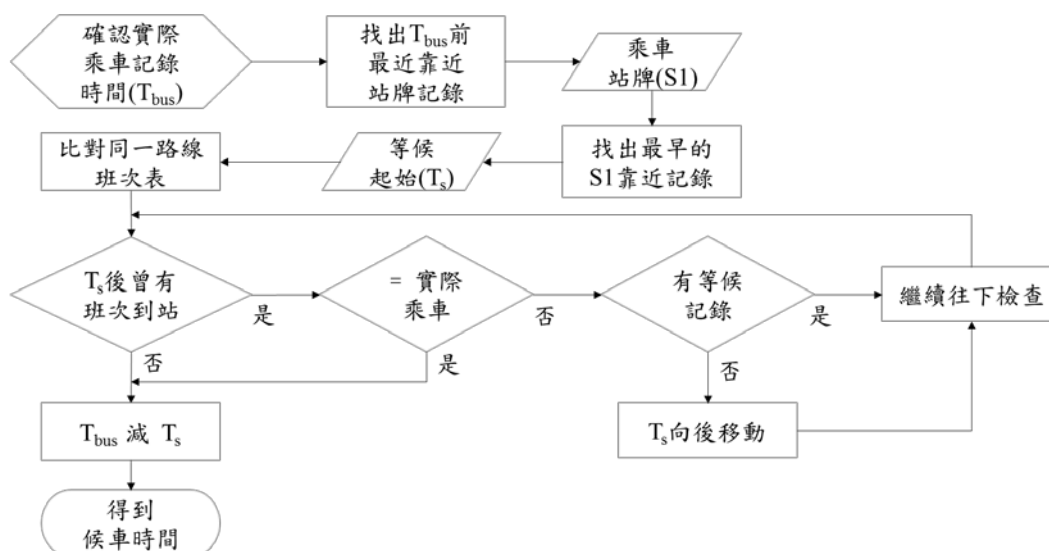 確認實際
乘車記錄
時間(Tbus)
找出Tbus前
最近靠近
站牌記錄
乘車
站牌(S1)
比對同一路線
班次表
等候
起始(Ts)
找出最早的
S1靠近記錄
Ts後曾有
班次到站
是
= 實際
乘車
否
有等候
記錄
是
繼續往下檢查
否
是
否
Tbus 減 Ts
Ts向後移動
得到
候車時間